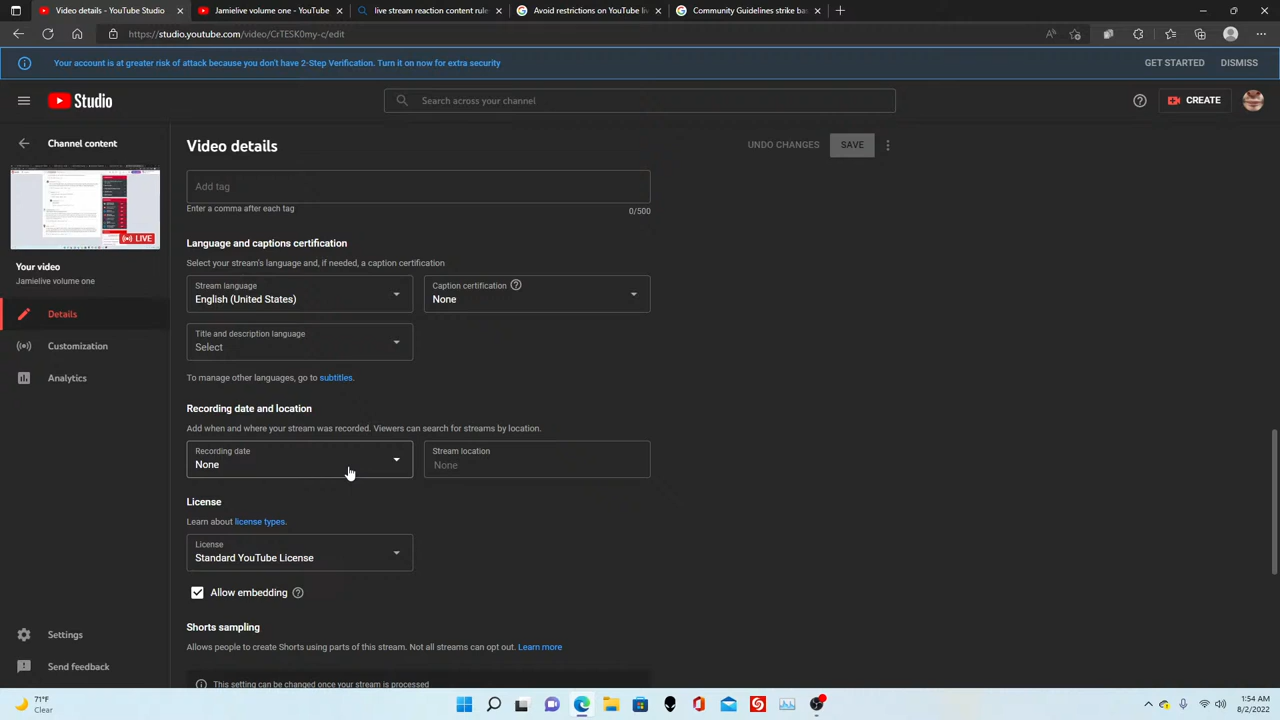 Video details - YouTube Studio
Jamielive volume one - YouTube
live stream reaction content rule
Avoid restrictions on YouTube liv
Community Guidelines strike bas
https://studio.youtube.com/video/CrTESK0my-c/edit
Your account is at greater risk of attack because you don't have 2-Step Verification. Turn it on now for extra security
GET STARTED
DISMISS
Studio
Search across your channel
CREATE
Channel content
Video details
UNDO CHANGES
SAVE
LIVE
Your video
Jamielive volume one
Details
Customization
Analytics
Settings
Send feedback
Add tag
Enter a comma after each tag
0/500
Language and captions certification
Select your stream's language and, if needed, a caption certification
Stream language
English (United States)
Caption certification
None
Title and description language
Select
To manage other languages, go to subtitles.
Recording date and location
Add when and where your stream was recorded. Viewers can search for streams by location.
Recording date
None
Stream location
None
License
Learn about license types.
License
Standard YouTube License
Allow embedding
Shorts sampling
Allows people to create Shorts using parts of this stream. Not all streams can opt out. Learn more
This setting can be changed once your stream is processed
71°F
Clear
1:54 AM
8/2/2022